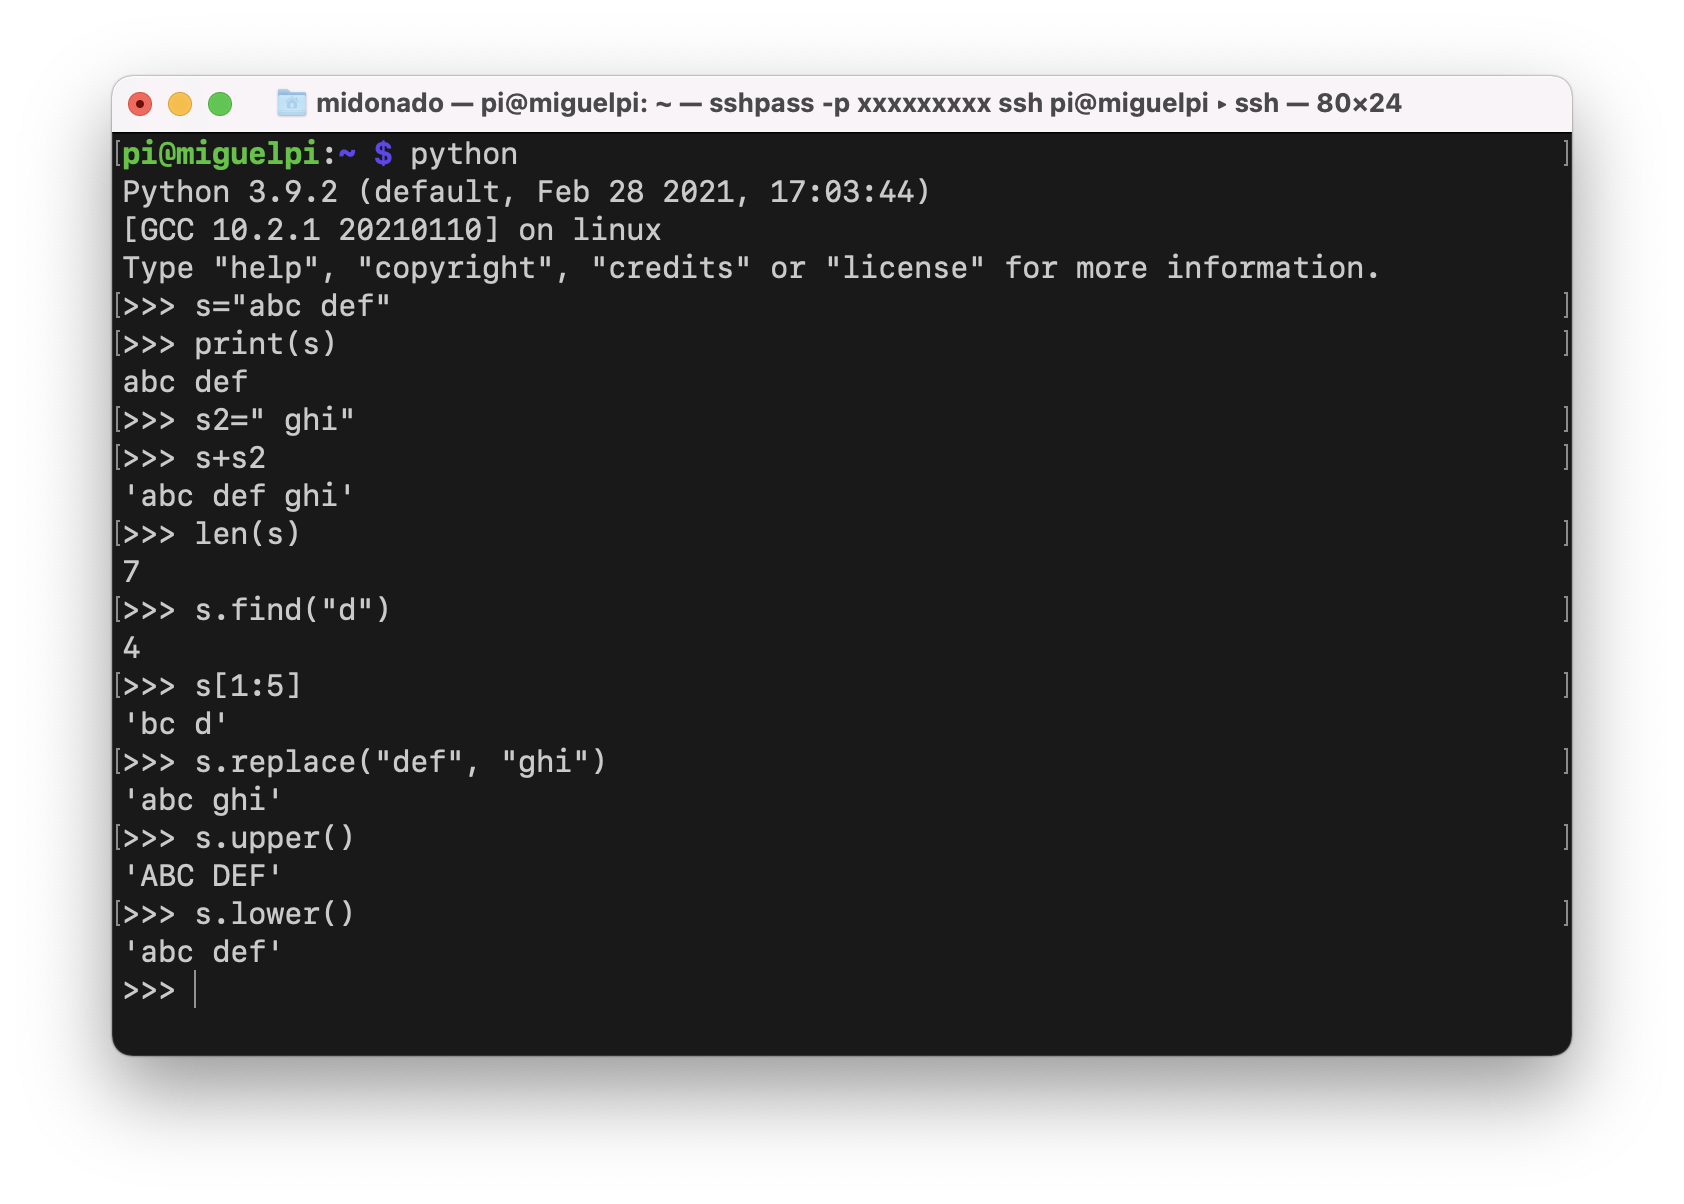 midonado — pi@miguelpi: ~ — sshpass -p xxxxxxxxx ssh pi@miguelpi ▸ ssh — 80×24
[pi@miguelpi:~ $ python ]
Python 3.9.2 (default, Feb 28 2021, 17:03:44)
[GCC 10.2.1 20210110] on linux
Type "help", "copyright", "credits" or "license" for more information.
[>>> s="abc def" ]
[>>> print(s) ]
abc def
[>>> s2=" ghi" ]
[>>> s+s2 ]
'abc def ghi'
[>>> len(s) ]
7
[>>> s.find("d") ]
4
[>>> s[1:5] ]
'bc d'
[>>> s.replace("def", "ghi") ]
'abc ghi'
[>>> s.upper() ]
'ABC DEF'
[>>> s.lower() ]
'abc def'
>>>